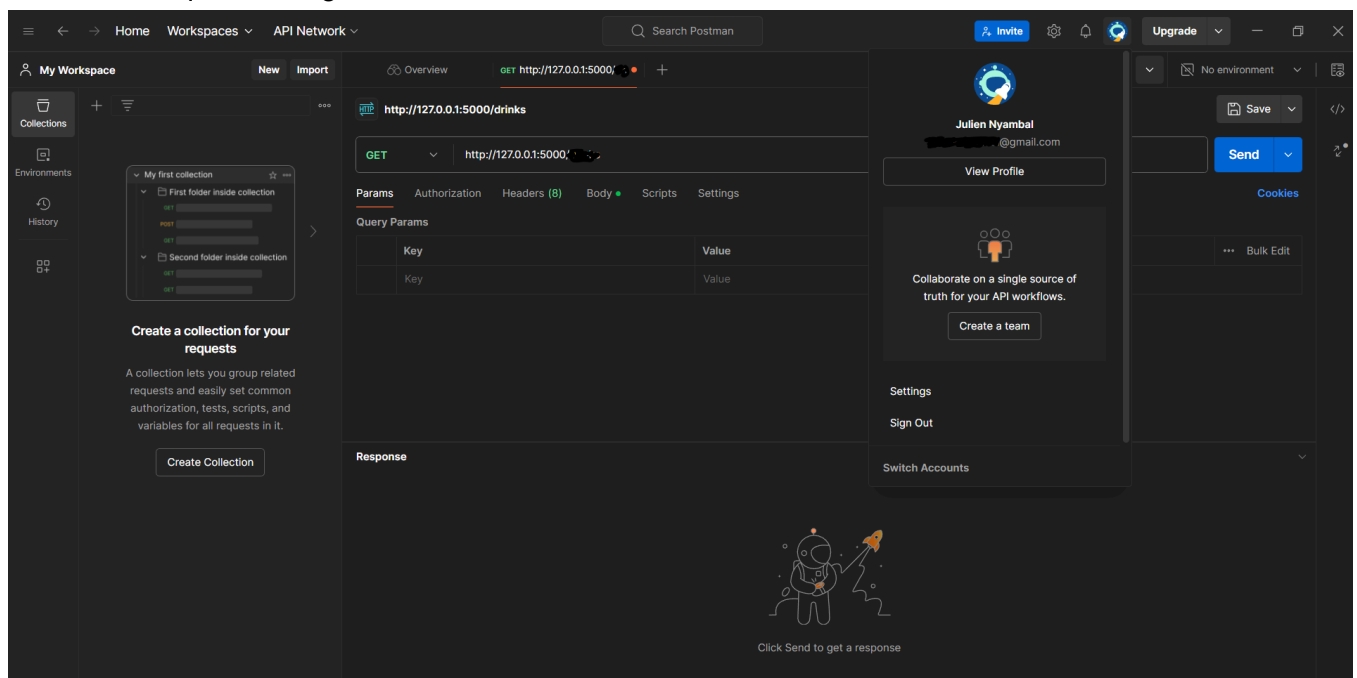 Home Workspaces API Network Search Postman Invite Upgrade
My Workspace New Import Overview GET http://127.0.0.1:5000/ No environment
Collections
Environments
History
My first collection
First folder inside collection
GET
POST
GET
Second folder inside collection
GET
GET
Create a collection for your
requests
A collection lets you group related
requests and easily set common
authorization, tests, scripts, and
variables for all requests in it.
Create Collection
HTTP http://127.0.0.1:5000/drinks Save
GET http://127.0.0.1:5000/ Send
Params Authorization Headers (8) Body Scripts Settings Cookies
Query Params
Key Value Bulk Edit
Key Value
Response
Click Send to get a response
Julien Nyambal
@gmail.com
View Profile
Collaborate on a single source of
truth for your API workflows.
Create a team
Settings
Sign Out
Switch Accounts